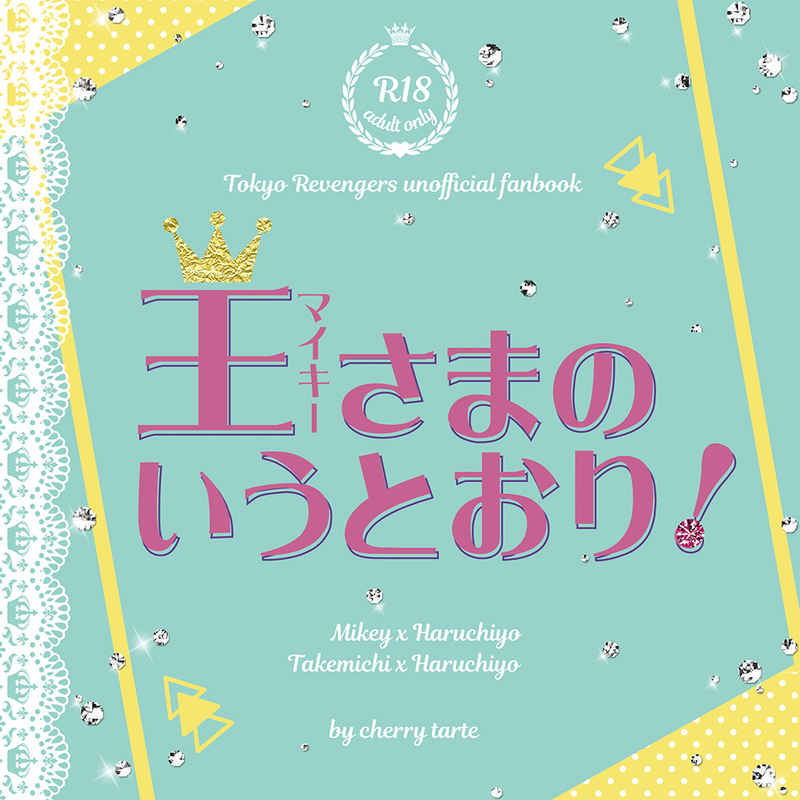 R18
adult only
Tokyo Revengers unofficial fanbook
マイキー
王さまの
いうとおり!
Mikey x Haruchiyo
Takemichi x Haruchiyo
by cherry tarte